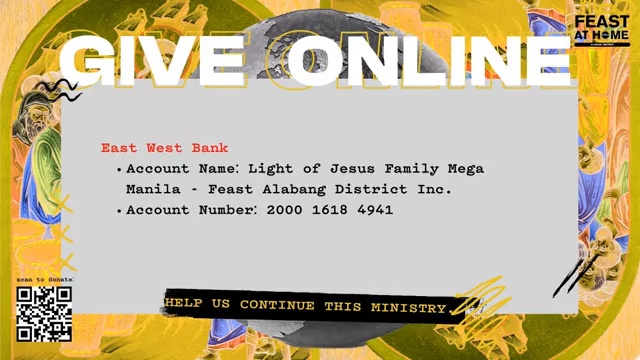 FEAST
AT HOME
GIVE ONLINE
East West Bank
• Account Name: Light of Jesus Family Mega
Manila - Feast Alabang District Inc.
• Account Number: 2000 1618 4941
scan to donate:
HELP US CONTINUE THIS MINISTRY